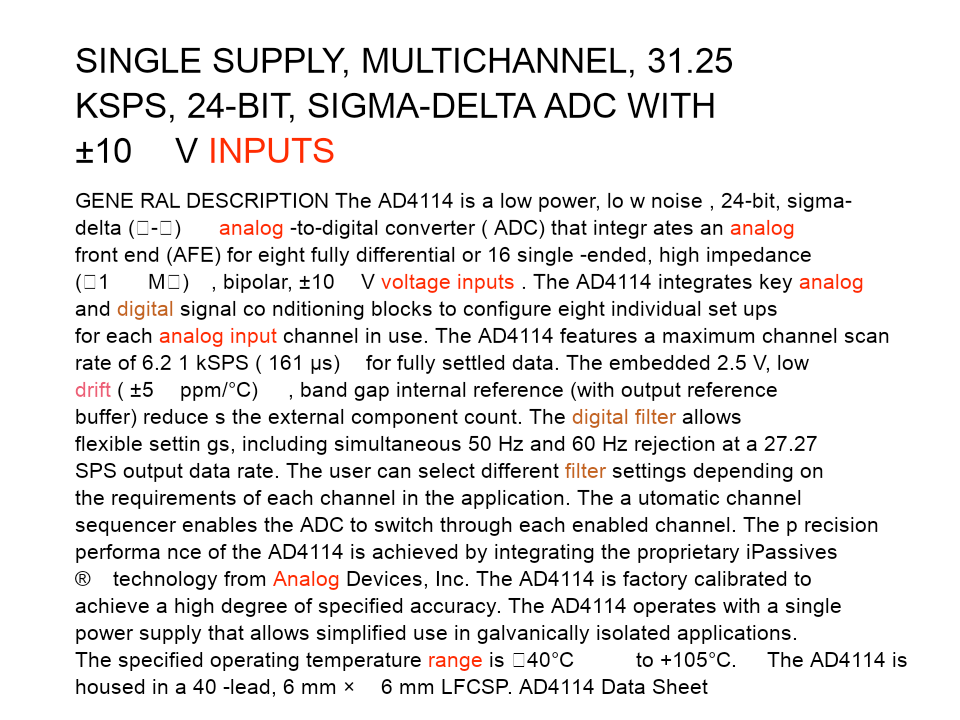 SINGLE SUPPLY, MULTICHANNEL, 31.25
KSPS, 24-BIT, SIGMA-DELTA ADC WITH
±10 V INPUTS
GENE RAL DESCRIPTION The AD4114 is a low power, lo w noise , 24-bit, sigma-
delta (□-□) analog -to-digital converter ( ADC) that integr ates an analog
front end (AFE) for eight fully differential or 16 single -ended, high impedance
(□1 M□) , bipolar, ±10 V voltage inputs . The AD4114 integrates key analog
and digital signal co nditioning blocks to configure eight individual set ups
for each analog input channel in use. The AD4114 features a maximum channel scan
rate of 6.2 1 kSPS ( 161 μs) for fully settled data. The embedded 2.5 V, low
drift ( ±5 ppm/°C) , band gap internal reference (with output reference
buffer) reduce s the external component count. The digital filter allows
flexible settin gs, including simultaneous 50 Hz and 60 Hz rejection at a 27.27
SPS output data rate. The user can select different filter settings depending on
the requirements of each channel in the application. The a utomatic channel
sequencer enables the ADC to switch through each enabled channel. The p recision
performa nce of the AD4114 is achieved by integrating the proprietary iPassives
® technology from Analog Devices, Inc. The AD4114 is factory calibrated to
achieve a high degree of specified accuracy. The AD4114 operates with a single
power supply that allows simplified use in galvanically isolated applications.
The specified operating temperature range is □40°C to +105°C. The AD4114 is
housed in a 40 -lead, 6 mm × 6 mm LFCSP. AD4114 Data Sheet